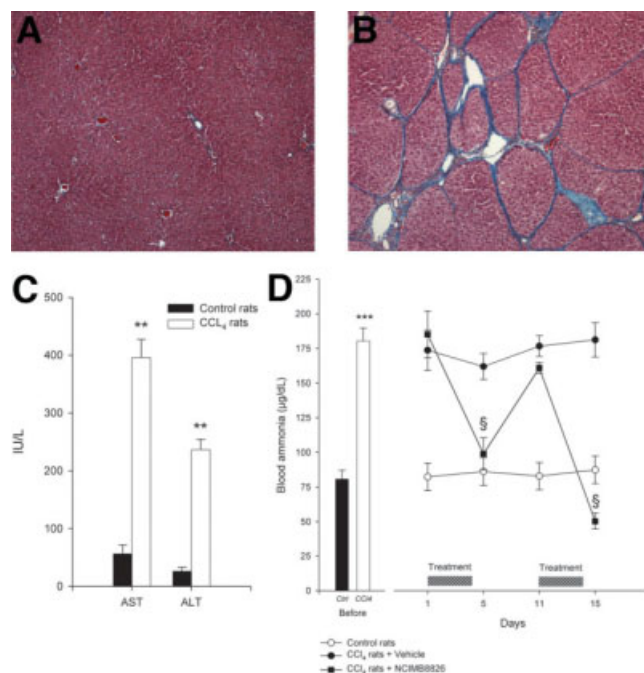 A
B
C
D
500
400
300
200
100
0
IU/L
Control rats
CCL₄ rats
**
**
AST
ALT
225
200
175
150
125
100
75
50
25
0
Blood ammonia (µg/dL)
***
Ctrl
CCl4
Before
§
§
Treatment
Treatment
1
5
11
15
Days
Control rats
CCl₄ rats + Vehicle
CCl₄ rats + NCIMB8826